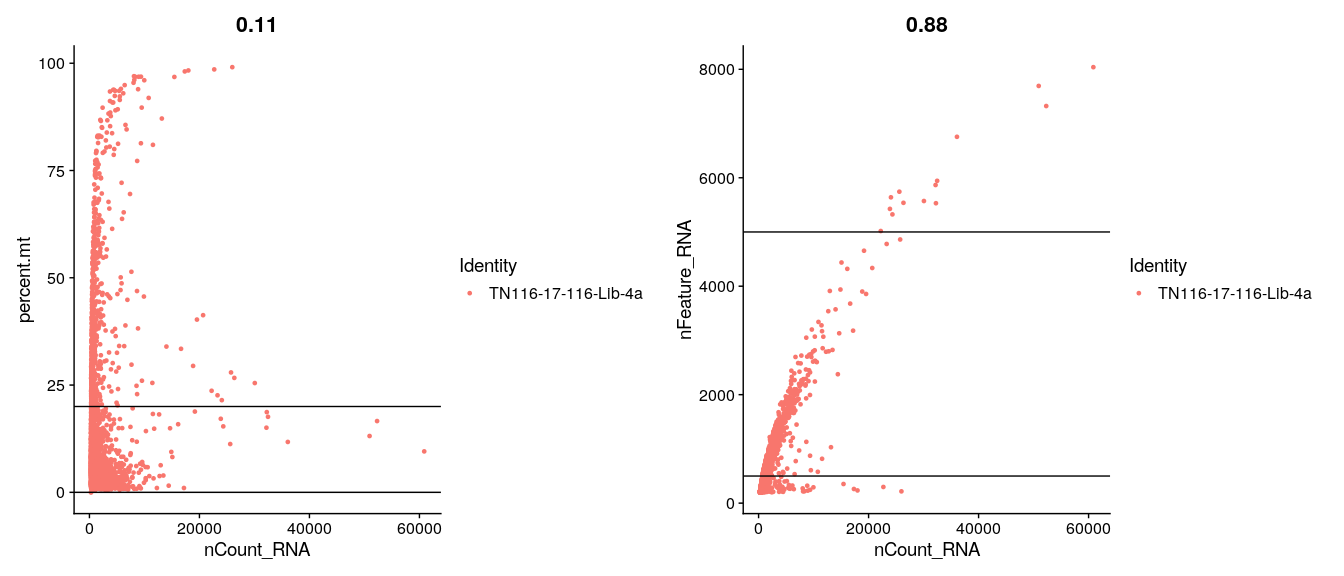 0.11
100
75
50
25
0
percent.mt
0
20000
40000
60000
nCount_RNA
Identity
TN116-17-116-Lib-4a
0.88
8000
6000
4000
2000
0
nFeature_RNA
0
20000
40000
60000
nCount_RNA
Identity
TN116-17-116-Lib-4a